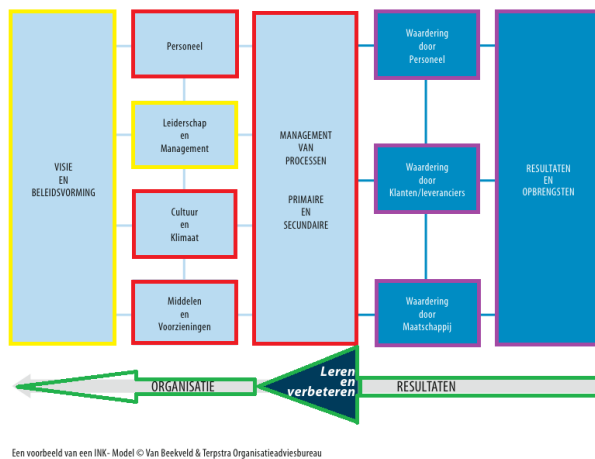 VISIE
EN
BELEIDSVORMING
Personeel
Leiderschap
en
Management
Cultuur
en
Klimaat
Middelen
en
Voorzieningen
MANAGEMENT
VAN
PROCESSEN
PRIMAIRE
EN
SECUNDAIRE
Waardering
door
Personeel
Waardering
door
Klanten/leveranciers
Waardering
door
Maatschappij
RESULTATEN
EN
OPBRENGSTEN
ORGANISATIE
Leren
en
verbeteren
RESULTATEN
Een voorbeeld van een INK- Model © Van Beekveld & Terpstra Organisatieadviesbureau